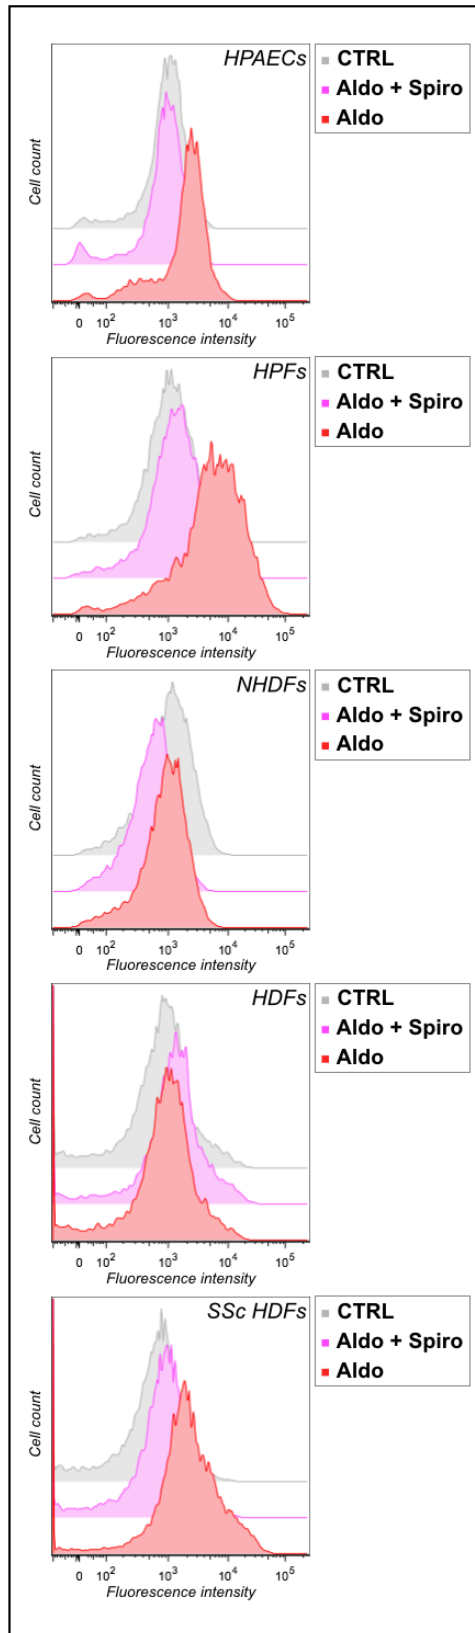 HPAECs
CTRL
Aldo + Spiro
Aldo
Cell count
0 10² 10³ 10⁴ 10⁵
Fluorescence intensity
HPFs
CTRL
Aldo + Spiro
Aldo
Cell count
0 10² 10³ 10⁴ 10⁵
Fluorescence intensity
NHDFs
CTRL
Aldo + Spiro
Aldo
Cell count
0 10² 10³ 10⁴ 10⁵
Fluorescence intensity
HDFs
CTRL
Aldo + Spiro
Aldo
Cell count
0 10² 10³ 10⁴ 10⁵
Fluorescence intensity
SSc HDFs
CTRL
Aldo + Spiro
Aldo
Cell count
0 10² 10³ 10⁴ 10⁵
Fluorescence intensity